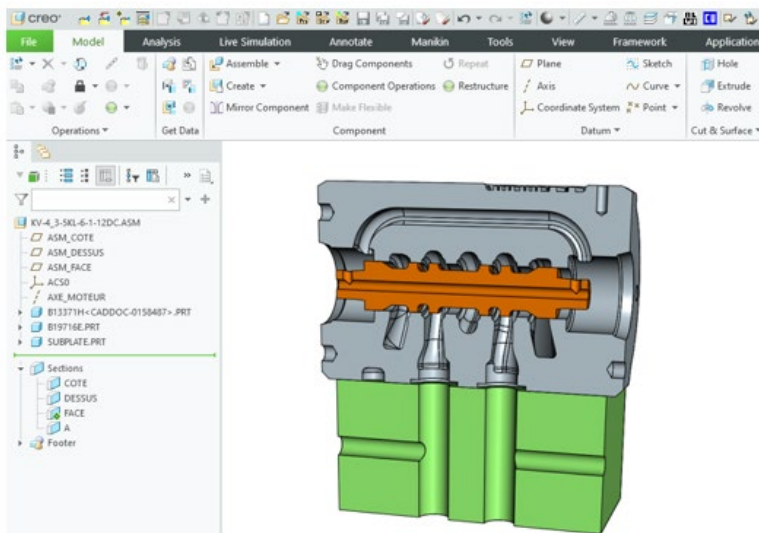 creo
File Model Analysis Live Simulation Annotate Manikin Tools View Framework Application
Assemble Drag Components Repeat Plane Sketch Hole
Create Component Operations Restructure Axis Curve Extrude
Mirror Component Make Flexible Coordinate System Point Revolve
Operations Get Data Component Datum Cut & Surface
KV-4_3-5KL-6-1-12DC.ASM
ASM_COTE
ASM_DESSUS
ASM_FACE
ACS0
AXE_MOTEUR
B13371H<CADDOC-0158487>.PRT
B19716E.PRT
SUBPLATE.PRT
Sections
COTE
DESSUS
FACE
A
Footer